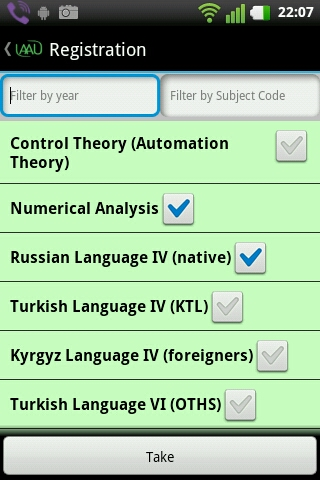 22:07
Registration
Filter by year
Filter by Subject Code
Control Theory (Automation
Theory)
Numerical Analysis
Russian Language IV (native)
Turkish Language IV (KTL)
Kyrgyz Language IV (foreigners)
Turkish Language VI (OTHS)
Take